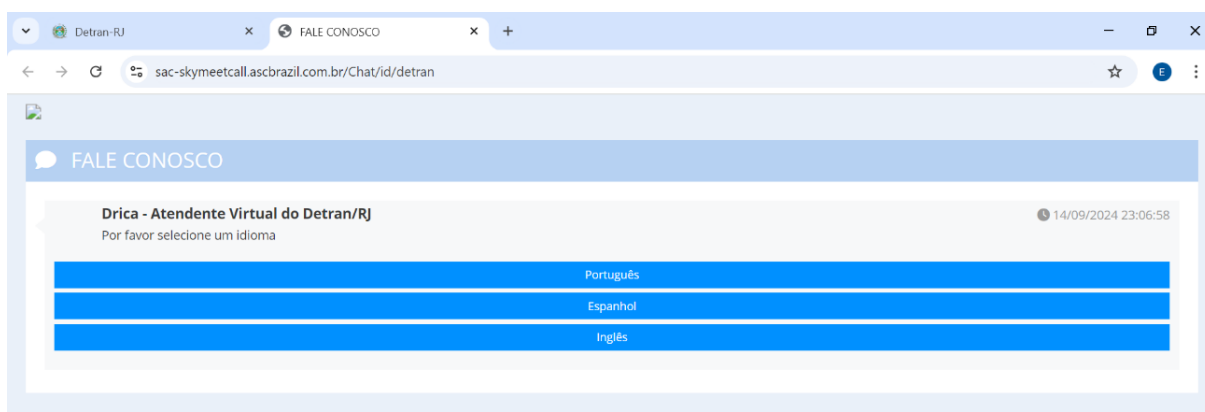 Detran-RJ
FALE CONOSCO
sac-skymeetcall.ascbrazil.com.br/Chat/id/detran
E
FALE CONOSCO
Drica - Atendente Virtual do Detran/RJ
14/09/2024 23:06:58
Por favor selecione um idioma
Português
Espanhol
Inglês